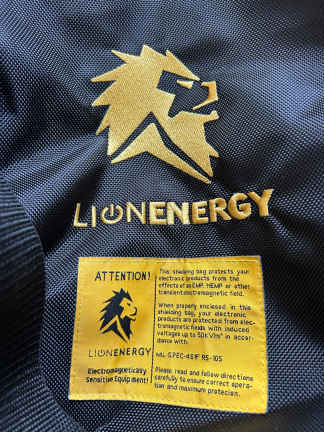 LIONENERGY
ATTENTION!
LIONENERGY
Electromagnetically
Sensitive Equipment!
This shielding bag protects your
electronic products from the
effects of an EMP, HEMP or other
transient electromagnetic field.
When properly enclosed in this
shielding bag, your electronic
products are protected from elec-
tromagnetic fields with induced
voltages up to 50kV/m² in accor-
dance with:
MIL-SPEC-461F RS-105
Please read and follow directions
carefully to ensure correct opera-
tion and maximum protection.